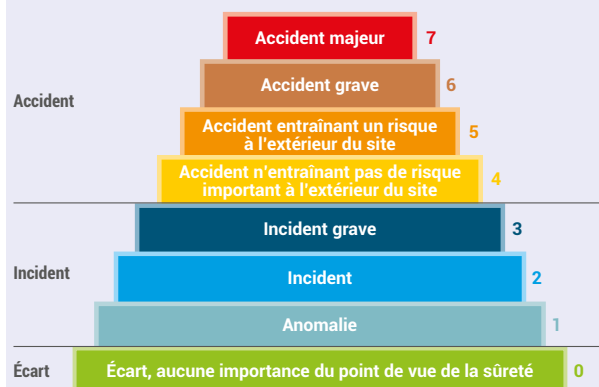 Accident majeur 7
Accident grave 6
Accident
Accident entraînant un risque
à l'extérieur du site 5
Accident n'entraînant pas de risque
important à l'extérieur du site 4
Incident grave 3
Incident
Incident 2
Anomalie 1
Écart
Écart, aucune importance du point de vue de la sûreté 0